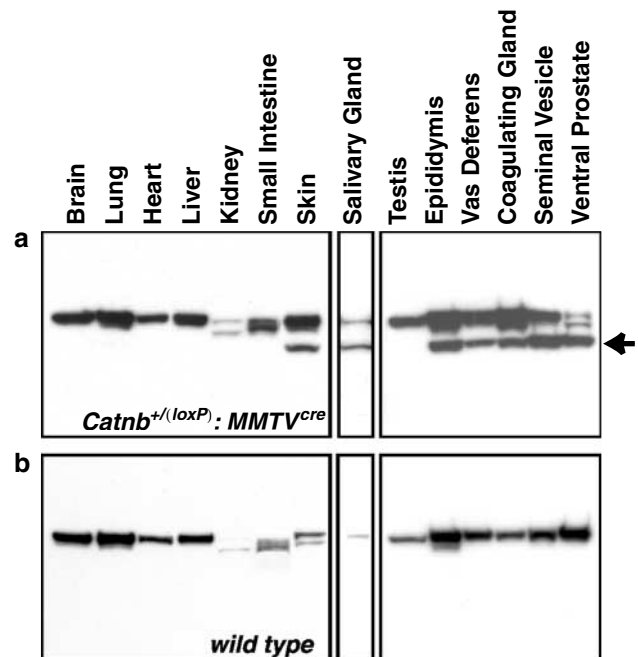 Brain
Lung
Heart
Liver
Kidney
Small Intestine
Skin
Salivary Gland
Testis
Epididymis
Vas Deferens
Coagulating Gland
Seminal Vesicle
Ventral Prostate
a
Catnb+/(loxP): MMTVcre
b
wild type